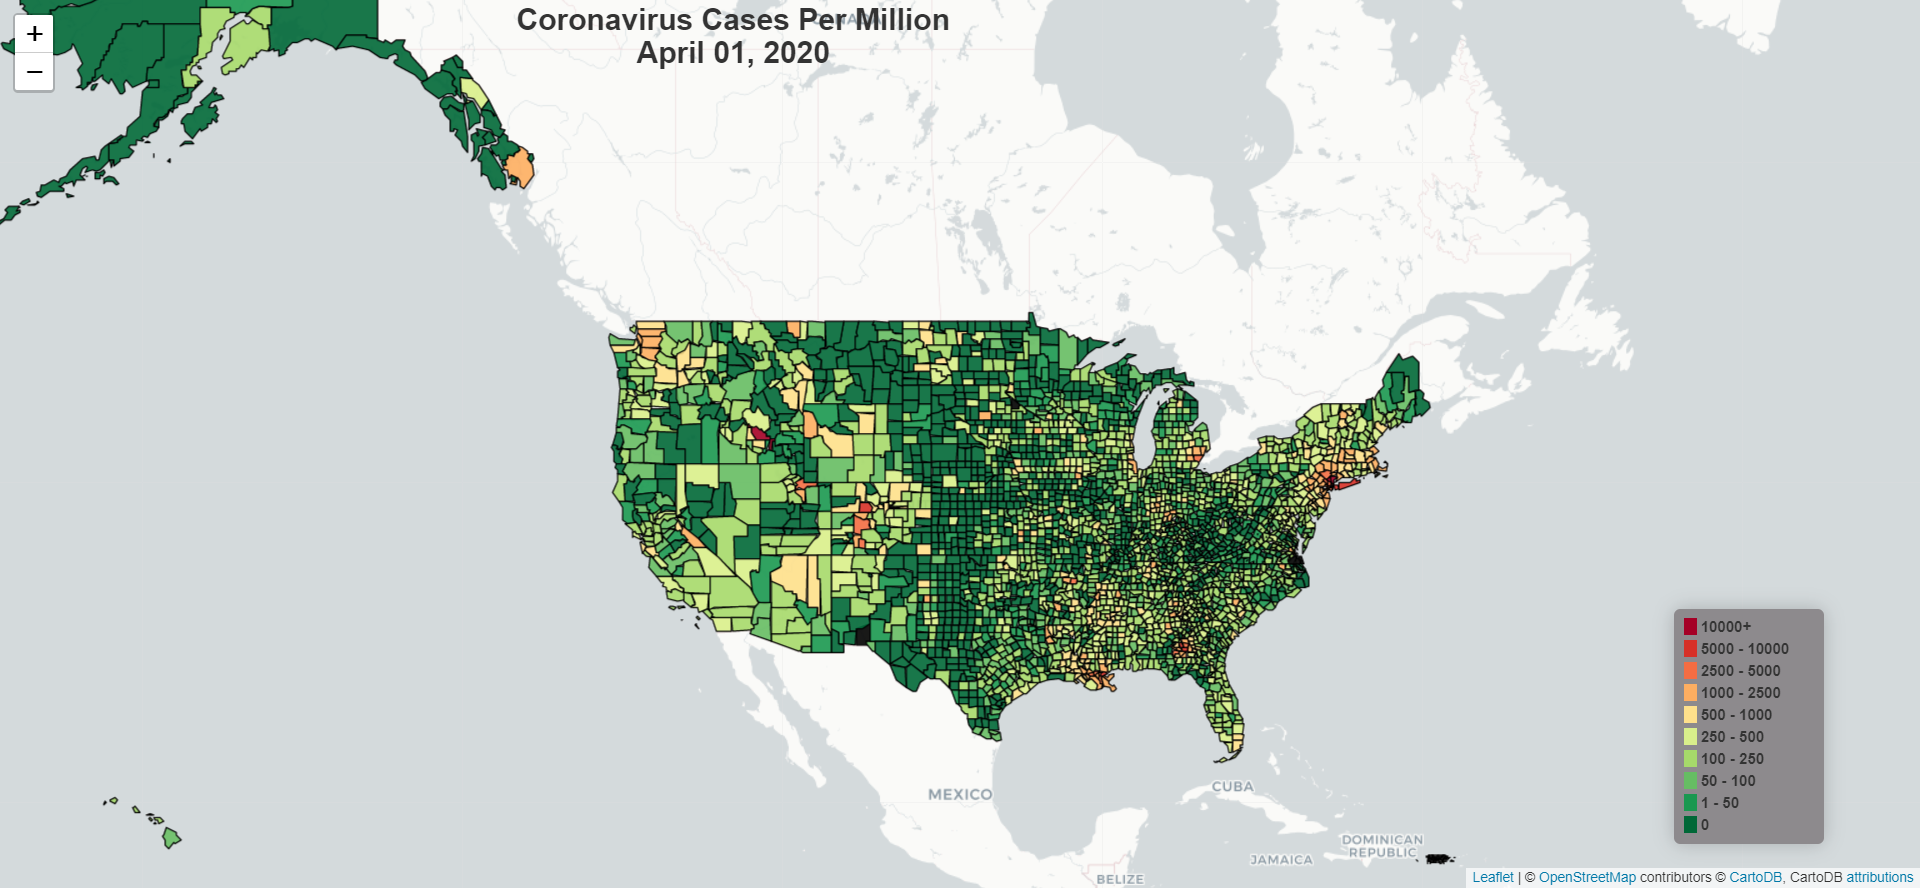 +
−
Coronavirus Cases Per Million
April 01, 2020
CANADA
10000+
5000 - 10000
2500 - 5000
1000 - 2500
500 - 1000
250 - 500
100 - 250
50 - 100
1 - 50
0
MEXICO
CUBA
DOMINICAN
REPUBLIC
JAMAICA
BELIZE
Leaflet | © OpenStreetMap contributors © CartoDB, CartoDB attributions